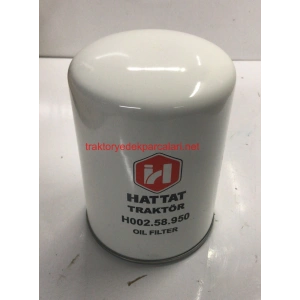 traktoryedekparcalari.net
HATTAT
TRAKTÖR
H002.58.950
OIL FILTER